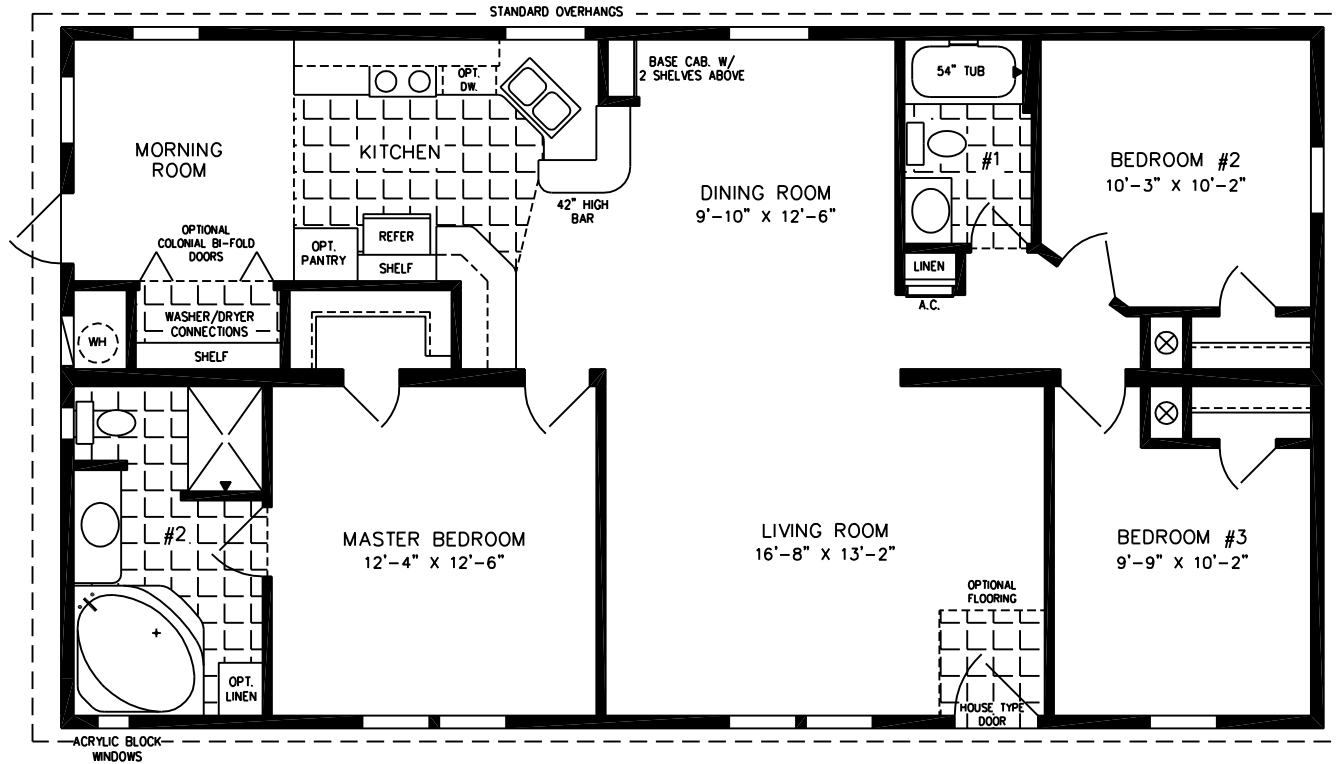 STANDARD OVERHANGS
BASE CAB. W/
2 SHELVES ABOVE
OPT.
DW.
54" TUB
MORNING
ROOM
KITCHEN
#1
BEDROOM #2
10'-3" X 10'-2"
DINING ROOM
9'-10" X 12'-6"
42" HIGH
BAR
OPTIONAL
COLONIAL BI-FOLD
DOORS
OPT.
PANTRY
REFER
SHELF
LINEN
A.C.
WASHER/DRYER
CONNECTIONS
WH
SHELF
#2
MASTER BEDROOM
12'-4" X 12'-6"
LIVING ROOM
16'-8" X 13'-2"
BEDROOM #3
9'-9" X 10'-2"
OPTIONAL
FLOORING
OPT.
LINEN
HOUSE TYPE
DOOR
ACRYLIC BLOCK
WINDOWS